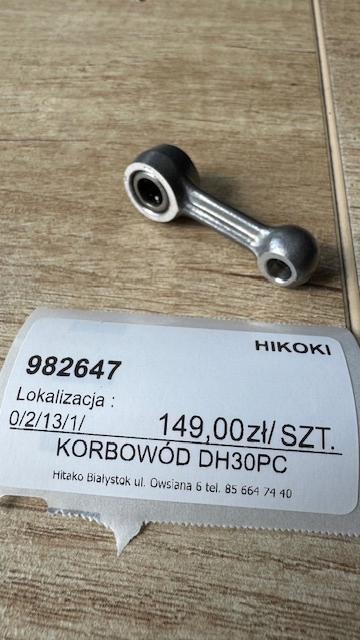 HIKOKI
982647
Lokalizacja :
0/2/13/1/ 149,00zł/ SZT.
KORBOWÓD DH30PC
Hitako Białystok ul. Owsiana 6 tel. 85 664 74 40